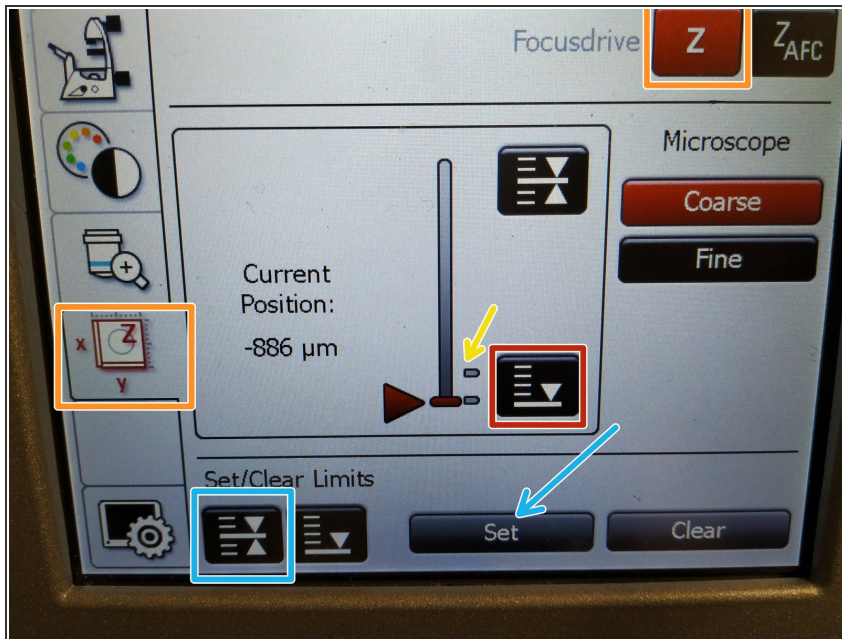 Focusdrive
Z
ZAFC
Microscope
Coarse
Fine
Current
Position:
-886 µm
x
Z
y
Set/Clear Limits
Set
Clear